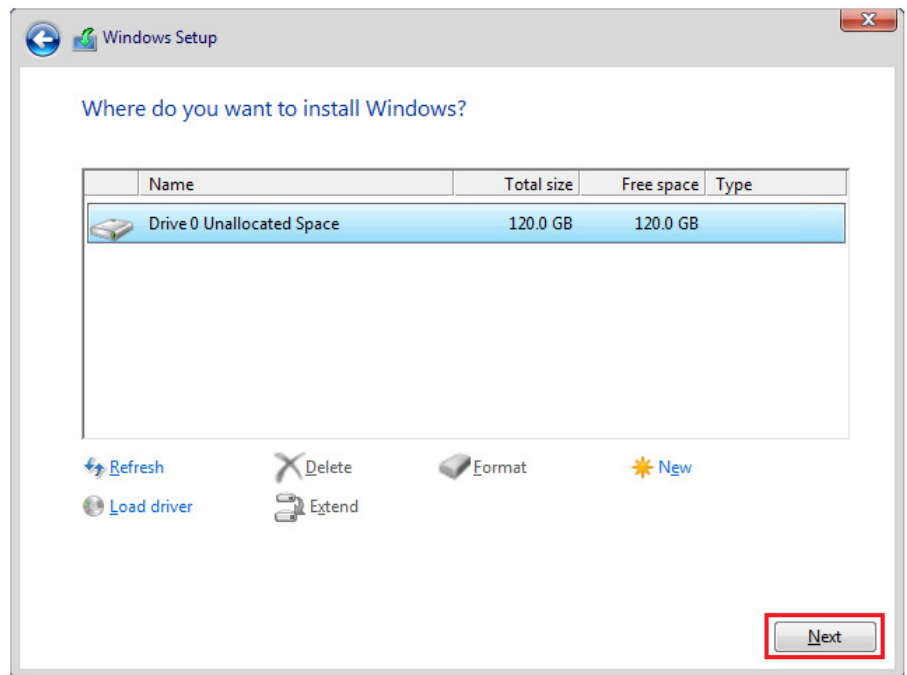 Windows Setup
Where do you want to install Windows?
Name Total size Free space Type
Drive 0 Unallocated Space 120.0 GB 120.0 GB
Refresh Delete Format New
Load driver Extend
Next